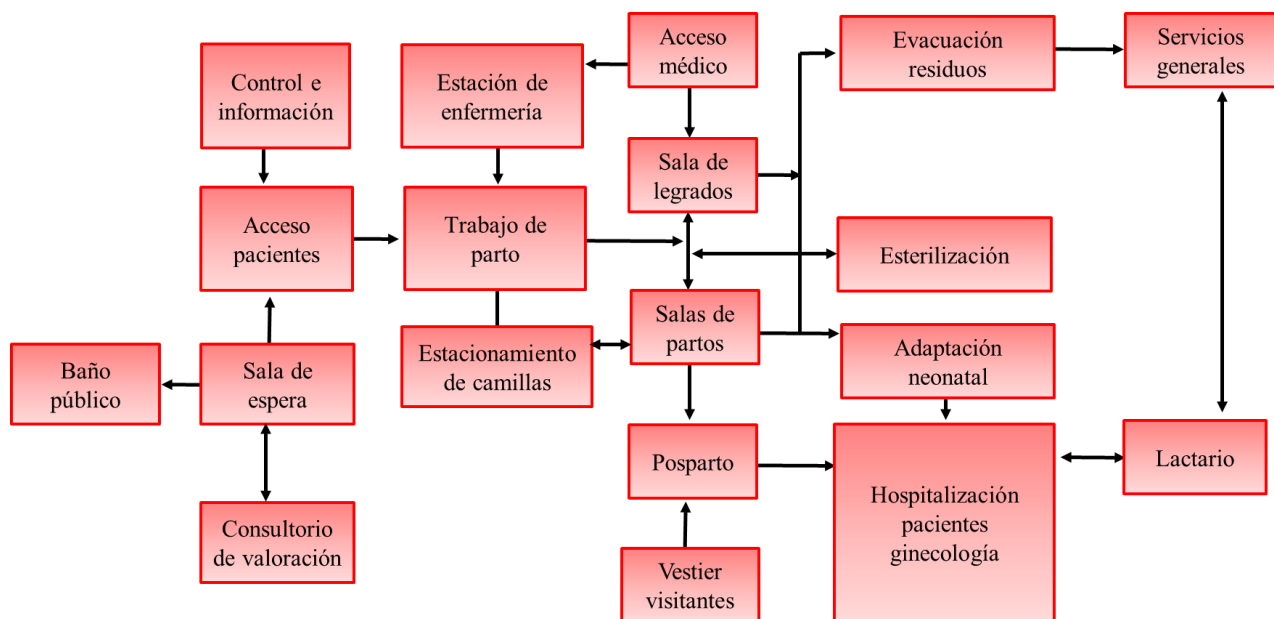 Acceso
médico
Evacuación
residuos
Servicios
generales
Control e
información
Estación de
enfermería
Sala de
legrados
Acceso
pacientes
Trabajo de
parto
Esterilización
Salas de
partos
Estacionamiento
de camillas
Adaptación
neonatal
Baño
público
Sala de
espera
Posparto
Lactario
Hospitalización
pacientes
ginecología
Consultorio
de valoración
Vestier
visitantes